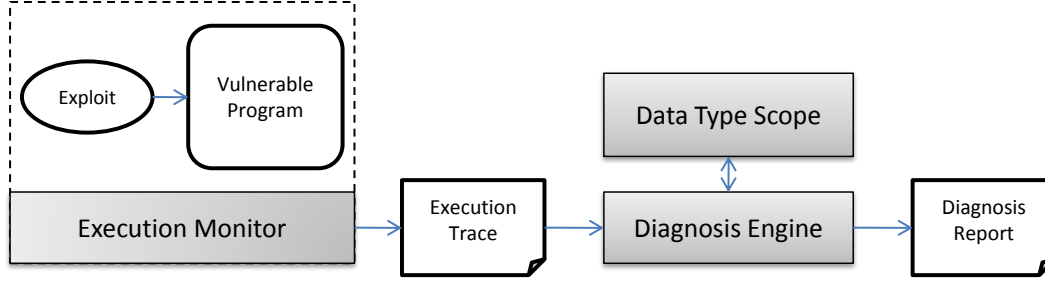 Exploit
Vulnerable
Program
Data Type Scope
Execution Monitor
Execution
Trace
Diagnosis Engine
Diagnosis
Report